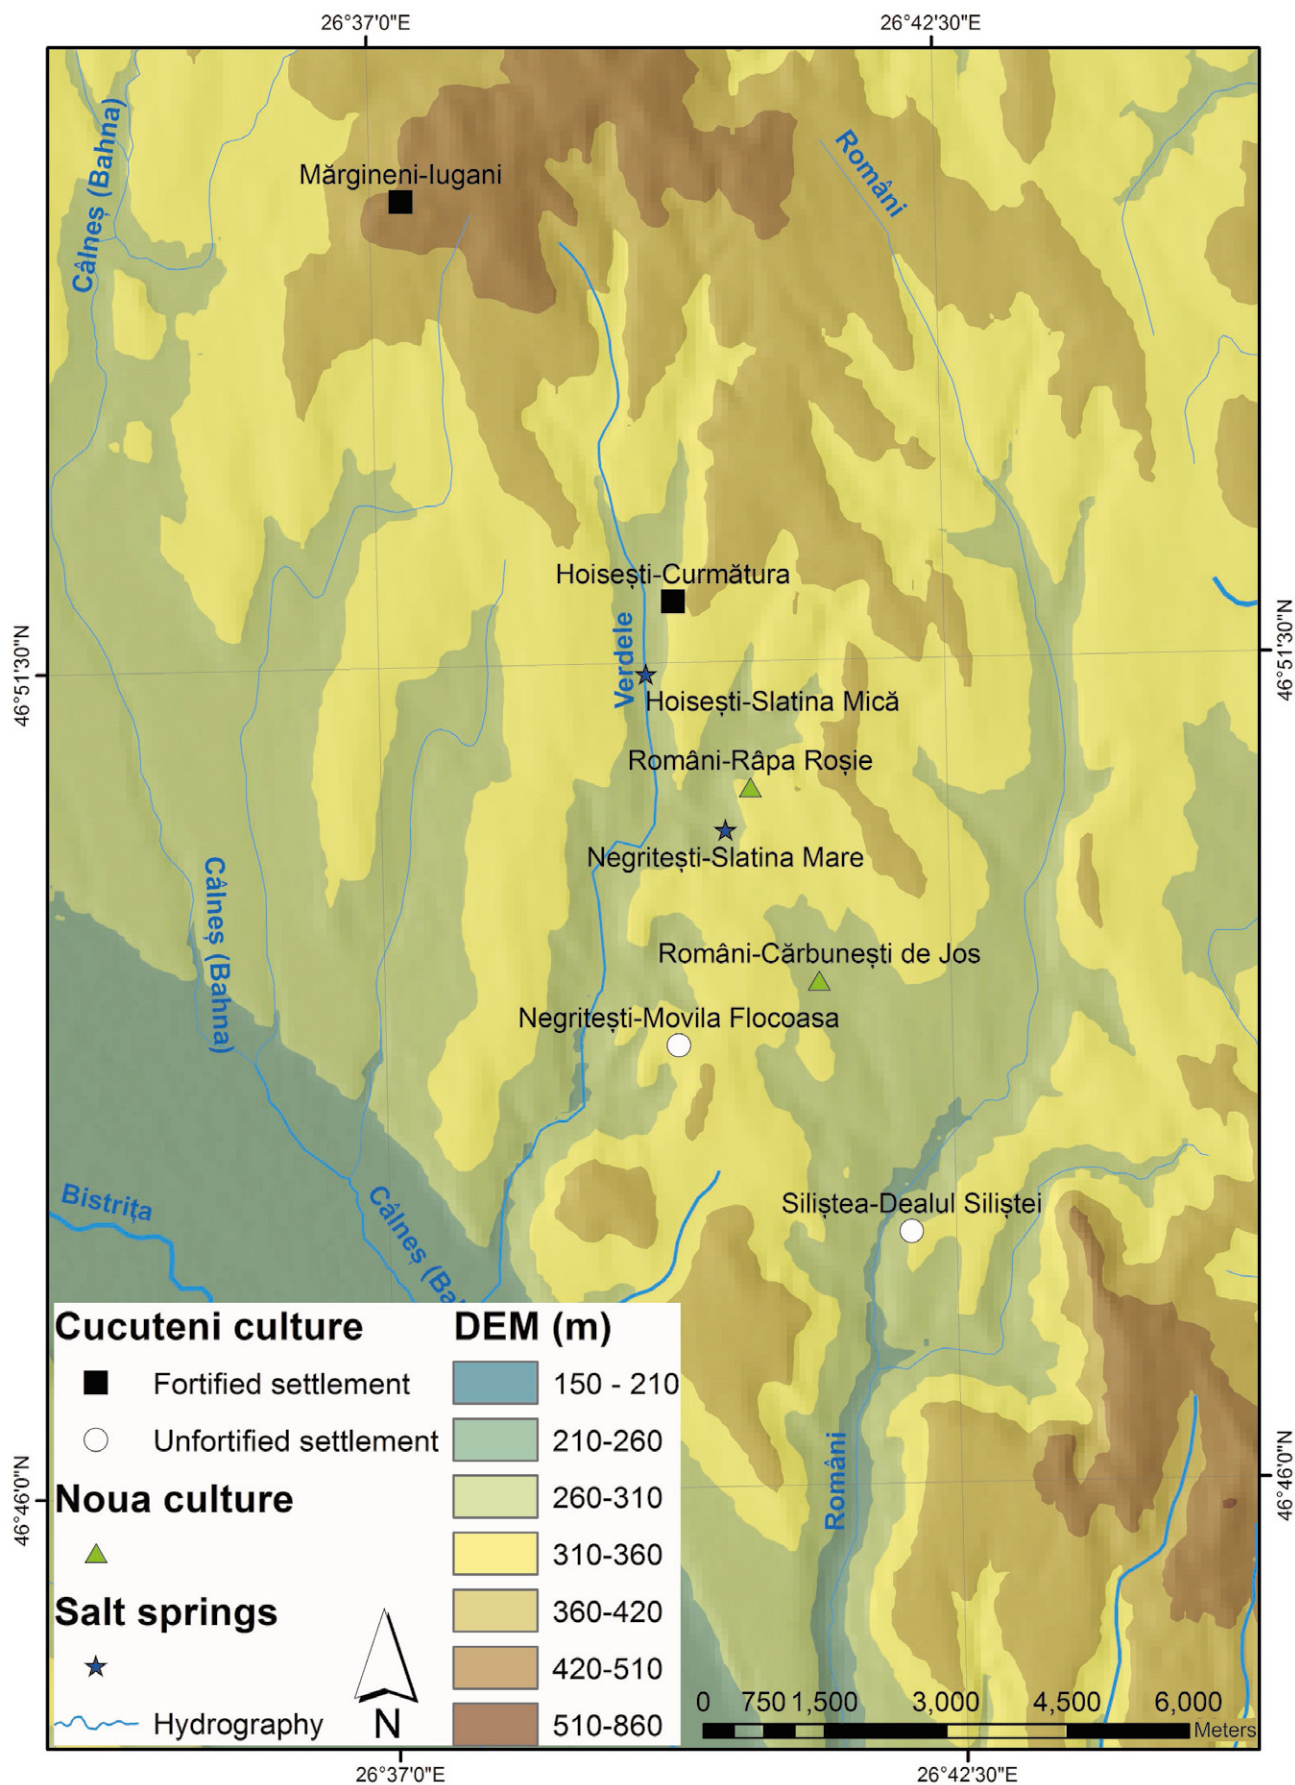 26°37'0"E
26°42'30"E
Câlneș (Bahna)
Români
Mărgineni-Iugani
Hoisești-Curmătura
Verdele
46°51'30"N
46°51'30"N
Hoisești-Slatina Mică
Români-Râpa Roșie
Negritești-Slatina Mare
Câlneș (Bahna)
Români-Cărbunești de Jos
Negritești-Movila Flocoasa
Bistrița
Câlneș (Ba
Siliștea-Dealul Siliștei
Români
46°46'0"N
46°46'0"N
Cucuteni culture
Fortified settlement
Unfortified settlement
Noua culture
Salt springs
Hydrography
N
DEM (m)
150 - 210
210-260
260-310
310-360
360-420
420-510
510-860
0 750 1,500 3,000 4,500 6,000
Meters
26°37'0"E
26°42'30"E